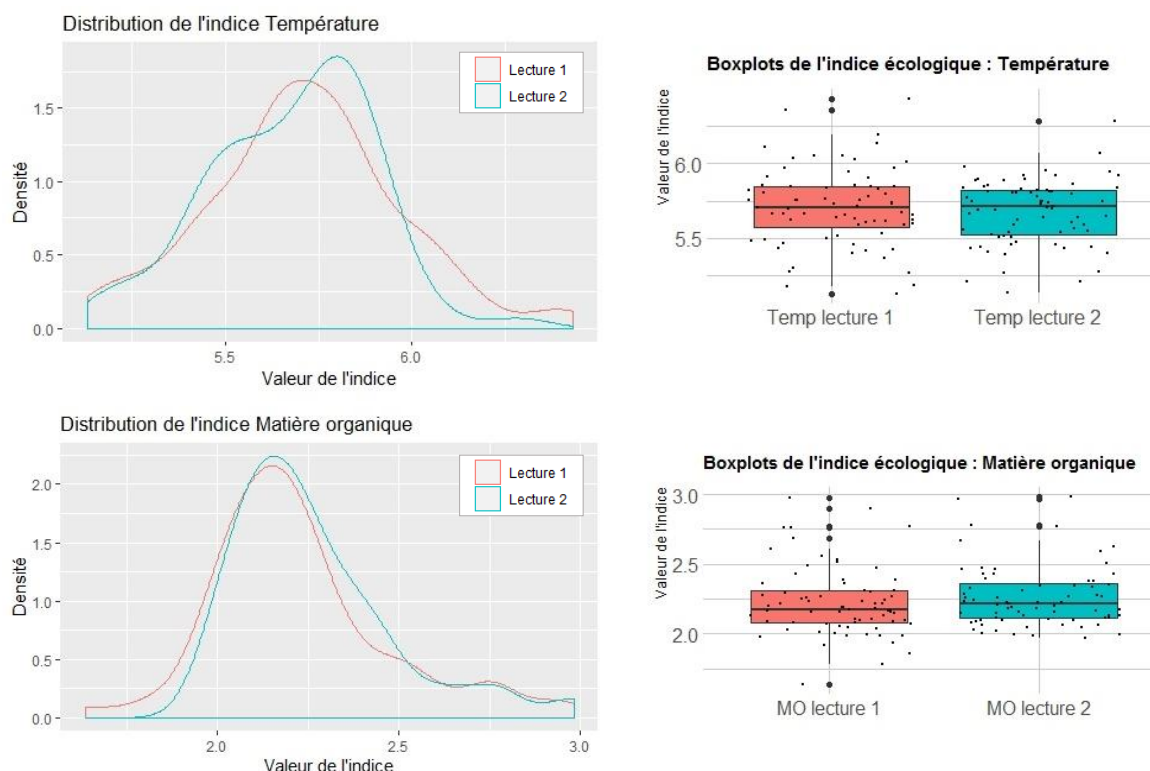 Distribution de l'indice Température
Densité
1.5
1.0
0.5
0.0
Lecture 1
Lecture 2
5.5
6.0
Valeur de l'indice
Boxplots de l'indice écologique : Température
Valeur de l'indice
6.0
5.5
Temp lecture 1
Temp lecture 2
Distribution de l'indice Matière organique
Densité
2.0
1.5
1.0
0.5
0.0
Lecture 1
Lecture 2
2.0
2.5
3.0
Valeur de l'indice
Boxplots de l'indice écologique : Matière organique
Valeur de l'indice
3.0
2.5
2.0
MO lecture 1
MO lecture 2